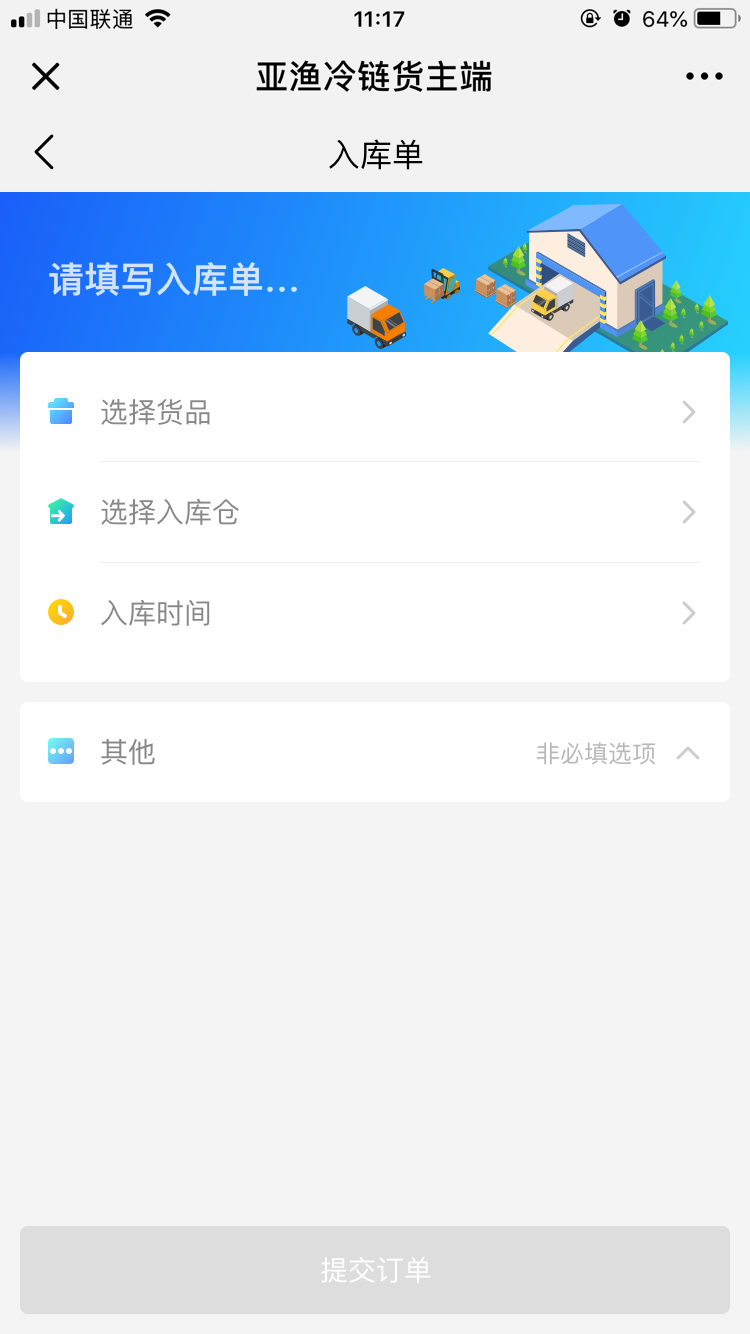 中国联通 11:17 64%
亚渔冷链货主端
入库单
请填写入库单...
选择货品
选择入库仓
入库时间
其他 非必填选项
提交订单